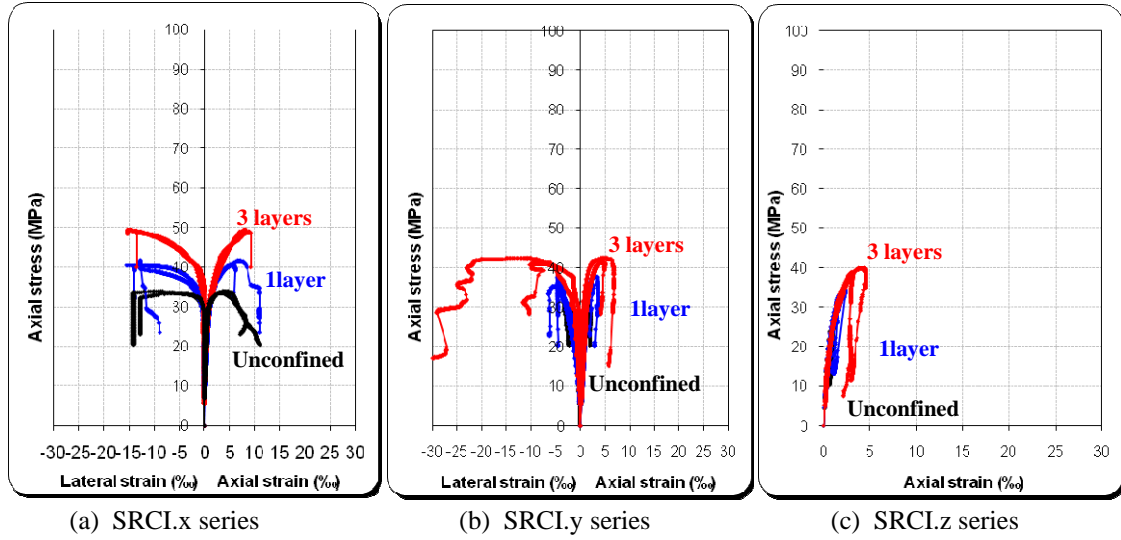 100
90
80
70
60
50
40
30
20
10
0
-30-25-20-15-10 -5 0 5 10 15 20 25 30
Axial stress (MPa)
Lateral strain (‰) Axial strain (‰)
3 layers
1layer
Unconfined
(a) SRCI.x series
100
90
80
70
60
50
40
30
20
10
0
-30 -25 -20 -15 -10 -5 0 5 10 15 20 25 30
Axial stress (MPa)
Lateral strain (‰) Axial strain (‰)
3 layers
1layer
Unconfined
(b) SRCI.y series
100
90
80
70
60
50
40
30
20
10
0
0 5 10 15 20 25 30
Axial stress (MPa)
Axial strain (‰)
3 layers
1layer
Unconfined
(c) SRCI.z series